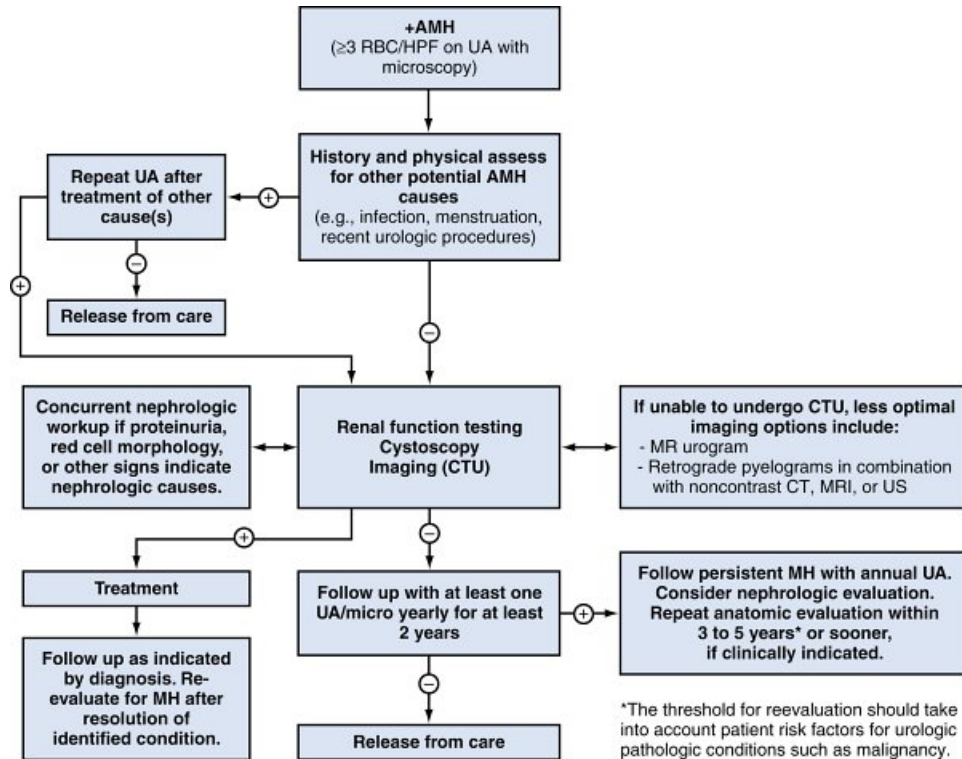 +AMH
(≥3 RBC/HPF on UA with
microscopy)
History and physical assess
for other potential AMH
causes
(e.g., infection, menstruation,
recent urologic procedures)
+
Repeat UA after
treatment of other
cause(s)
−
+
Release from care
−
Concurrent nephrologic
workup if proteinuria,
red cell morphology,
or other signs indicate
nephrologic causes.
Renal function testing
Cystoscopy
Imaging (CTU)
If unable to undergo CTU, less optimal
imaging options include:
- MR urogram
- Retrograde pyelograms in combination
with noncontrast CT, MRI, or US
+
−
Treatment
Follow up as indicated
by diagnosis. Re-
evaluate for MH after
resolution of
identified condition.
Follow up with at least one
UA/micro yearly for at least
2 years
+
Follow persistent MH with annual UA.
Consider nephrologic evaluation.
Repeat anatomic evaluation within
3 to 5 years* or sooner,
if clinically indicated.
−
Release from care
*The threshold for reevaluation should take
into account patient risk factors for urologic
pathologic conditions such as malignancy.